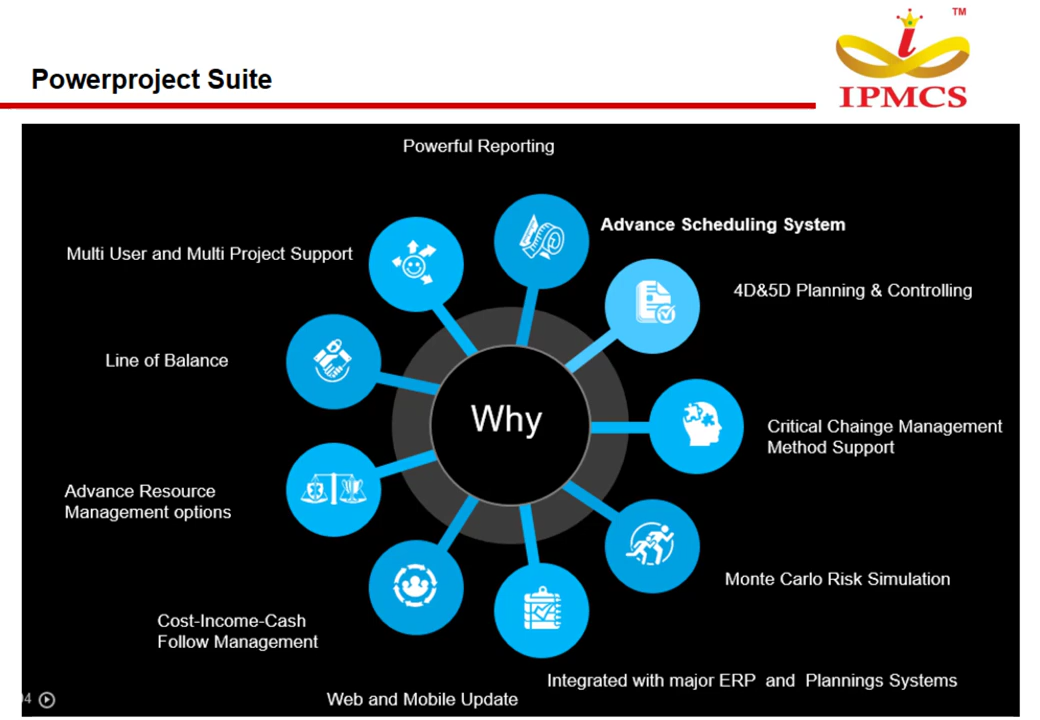 TM
i
IPMCS
Powerproject Suite
Powerful Reporting
Advance Scheduling System
Multi User and Multi Project Support
4D&5D Planning & Controlling
Line of Balance
Why
Critical Chainge Management
Method Support
Advance Resource
Management options
Monte Carlo Risk Simulation
Cost-Income-Cash
Follow Management
Integrated with major ERP and Plannings Systems
Web and Mobile Update